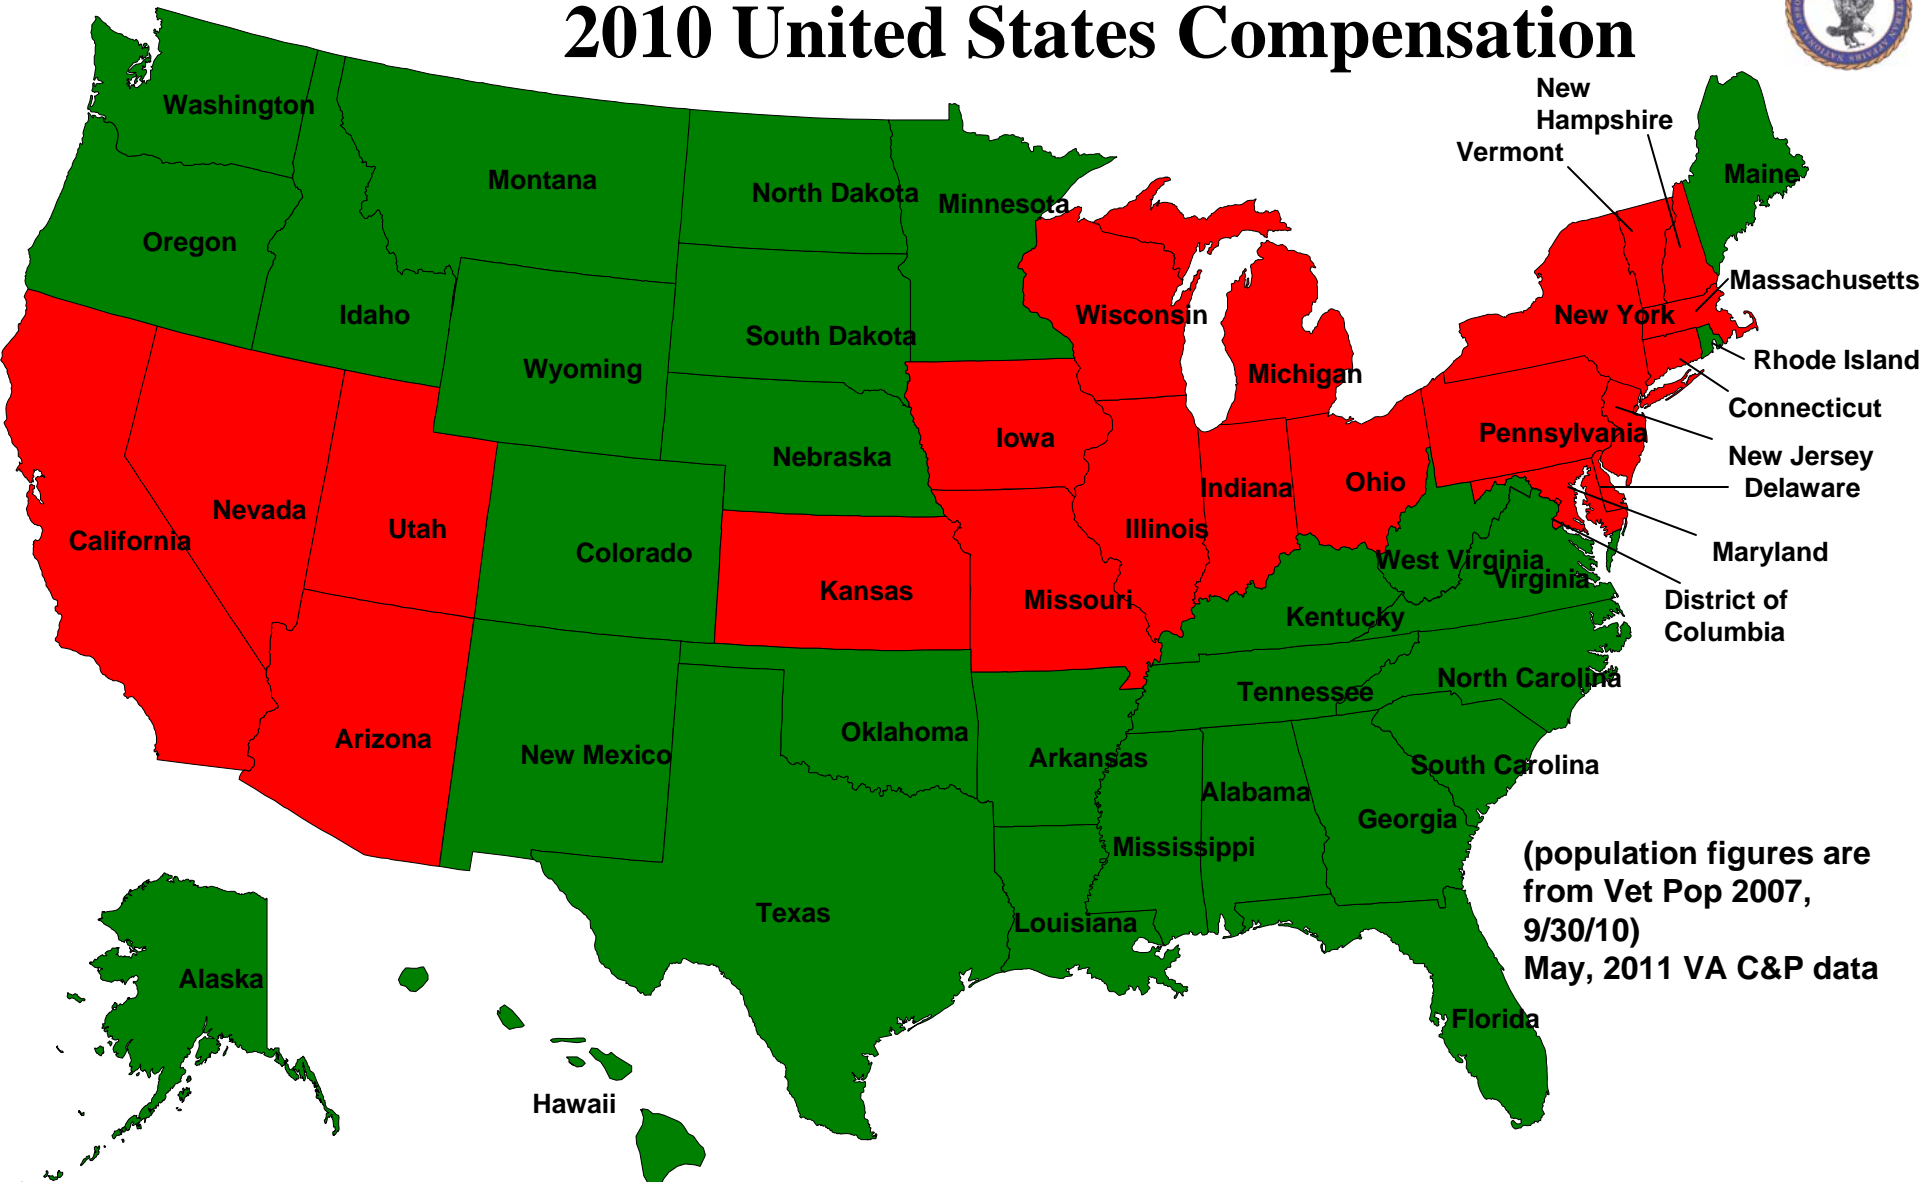 2010 United States Compensation
New
Hampshire
Vermont
Washington
Montana
North Dakota
Minnesota
Maine
Oregon
Idaho
Massachusetts
Wisconsin
New York
South Dakota
Wyoming
Michigan
Rhode Island
Connecticut
Iowa
Pennsylvania
Nebraska
New Jersey
Delaware
Nevada
Indiana
Ohio
California
Utah
Illinois
Colorado
West Virginia
Maryland
Virginia
Kansas
Missouri
District of
Columbia
Kentucky
North Carolina
Tennessee
Arizona
Oklahoma
New Mexico
Arkansas
South Carolina
Alabama
Georgia
Mississippi
(population figures are
from Vet Pop 2007,
9/30/10)
May, 2011 VA C&P data
Texas
Louisiana
Alaska
Florida
Hawaii